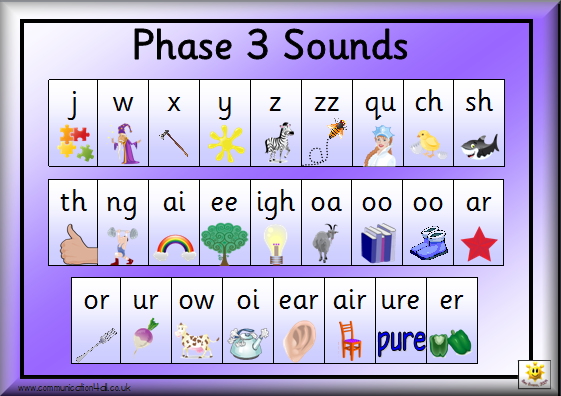 Phase 3 Sounds
j w x y z zz qu ch sh
th ng ai ee igh oa oo oo ar
or ur ow oi ear air ure er
pure
www.communication4all.co.uk